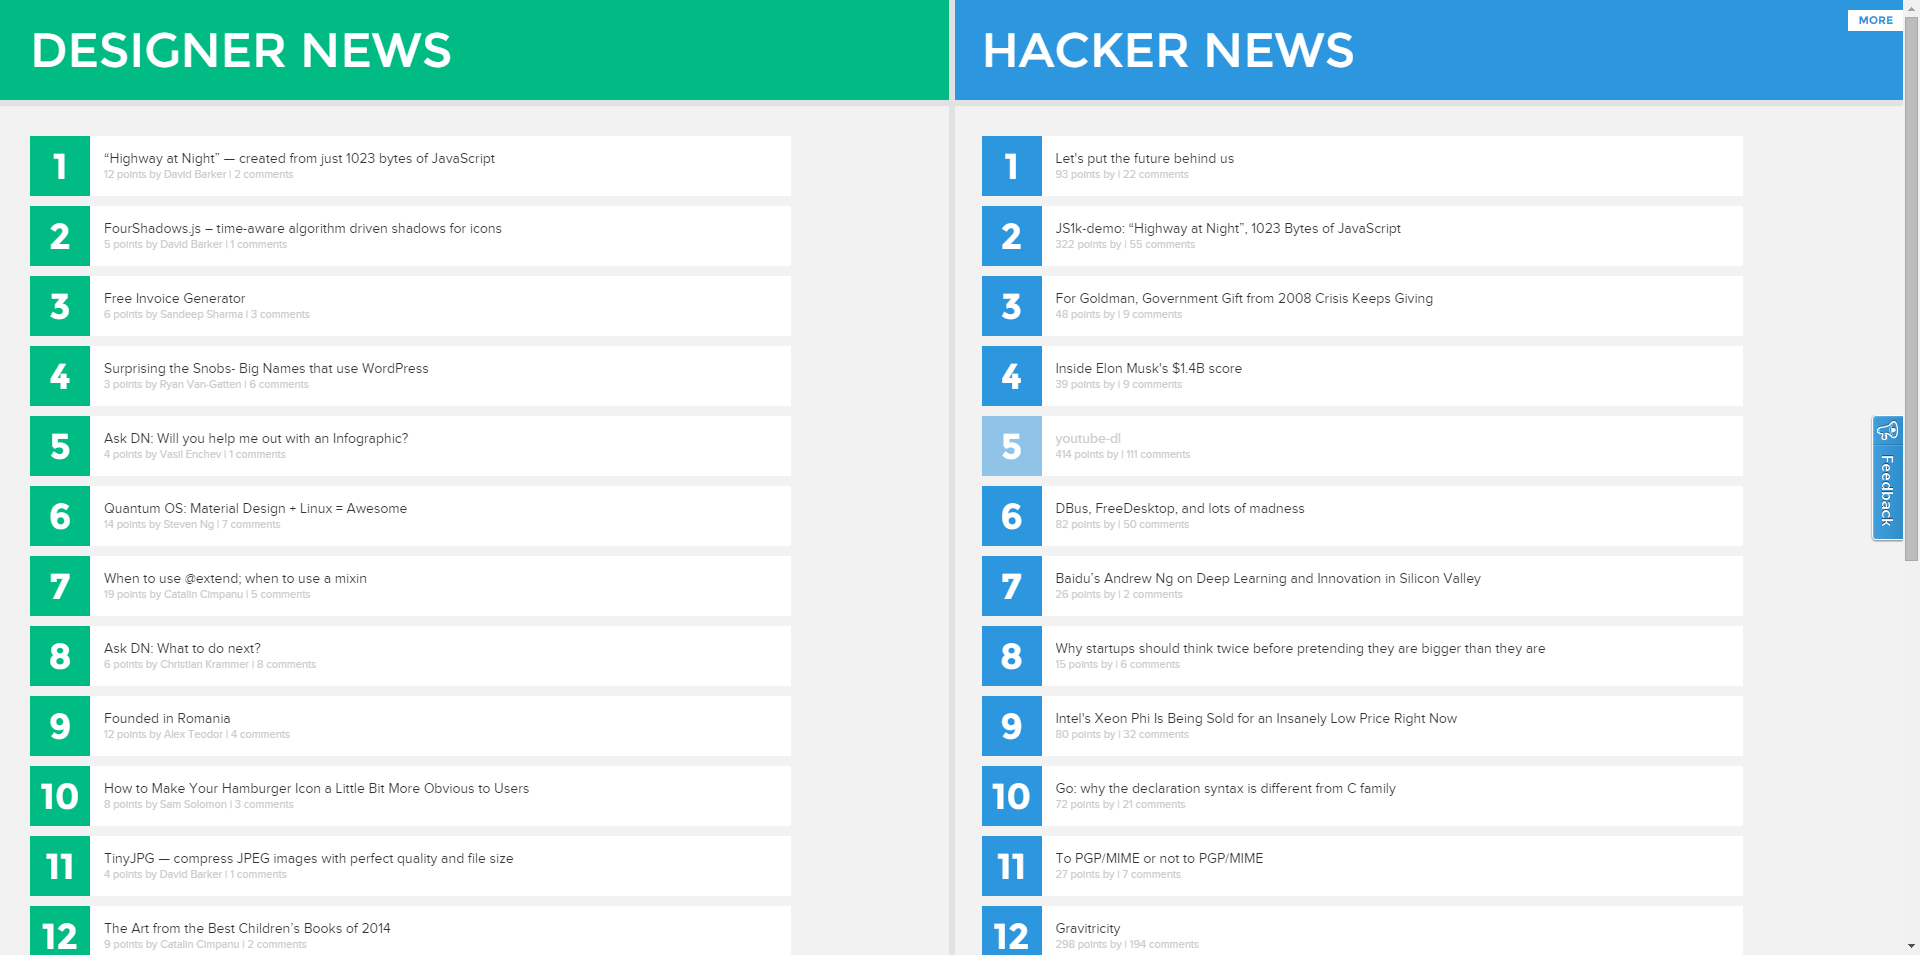 DESIGNER NEWS
1
“Highway at Night” — created from just 1023 bytes of JavaScript
12 points by David Barker | 2 comments
2
FourShadows.js – time-aware algorithm driven shadows for icons
5 points by David Barker | 1 comments
3
Free Invoice Generator
6 points by Sandeep Sharma | 3 comments
4
Surprising the Snobs- Big Names that use WordPress
3 points by Ryan Van-Gatten | 6 comments
5
Ask DN: Will you help me out with an Infographic?
4 points by Vasil Enchev | 1 comments
6
Quantum OS: Material Design + Linux = Awesome
14 points by Steven Ng | 7 comments
7
When to use @extend; when to use a mixin
19 points by Catalin Cimpanu | 5 comments
8
Ask DN: What to do next?
6 points by Christian Krammer | 8 comments
9
Founded in Romania
12 points by Alex Teodor | 4 comments
10
How to Make Your Hamburger Icon a Little Bit More Obvious to Users
8 points by Sam Solomon | 3 comments
11
TinyJPG — compress JPEG images with perfect quality and file size
4 points by David Barker | 1 comments
12
The Art from the Best Children’s Books of 2014
9 points by Catalin Cimpanu | 2 comments
HACKER NEWS
MORE
1
Let's put the future behind us
93 points by | 22 comments
2
JS1k-demo: “Highway at Night”, 1023 Bytes of JavaScript
322 points by | 55 comments
3
For Goldman, Government Gift from 2008 Crisis Keeps Giving
48 points by | 9 comments
4
Inside Elon Musk's $1.4B score
39 points by | 9 comments
5
youtube-dl
414 points by | 111 comments
6
DBus, FreeDesktop, and lots of madness
82 points by | 50 comments
7
Baidu’s Andrew Ng on Deep Learning and Innovation in Silicon Valley
26 points by | 2 comments
8
Why startups should think twice before pretending they are bigger than they are
15 points by | 6 comments
9
Intel's Xeon Phi Is Being Sold for an Insanely Low Price Right Now
80 points by | 32 comments
10
Go: why the declaration syntax is different from C family
72 points by | 21 comments
11
To PGP/MIME or not to PGP/MIME
27 points by | 7 comments
12
Gravitricity
298 points by | 194 comments
Feedback